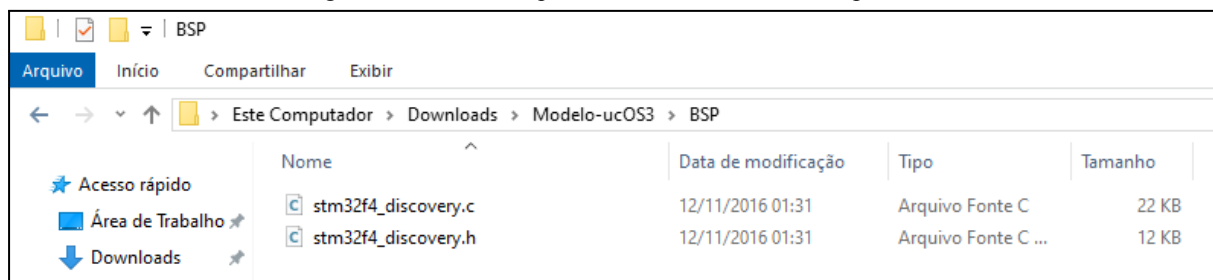 BSP
Arquivo Início Compartilhar Exibir
Este Computador > Downloads > Modelo-ucOS3 > BSP
Nome Data de modificação Tipo Tamanho
Acesso rápido
stm32f4_discovery.c 12/11/2016 01:31 Arquivo Fonte C 22 KB
Área de Trabalho
stm32f4_discovery.h 12/11/2016 01:31 Arquivo Fonte C ... 12 KB
Downloads